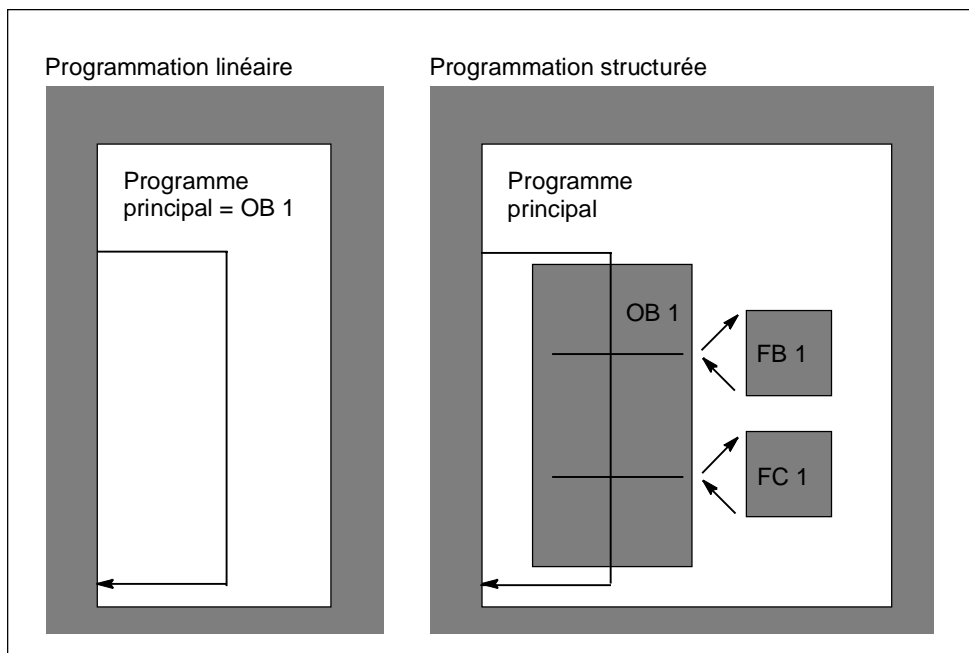 Programmation linéaire
Programme
principal = OB 1
Programmation structurée
Programme
principal
OB 1
FB 1
FC 1